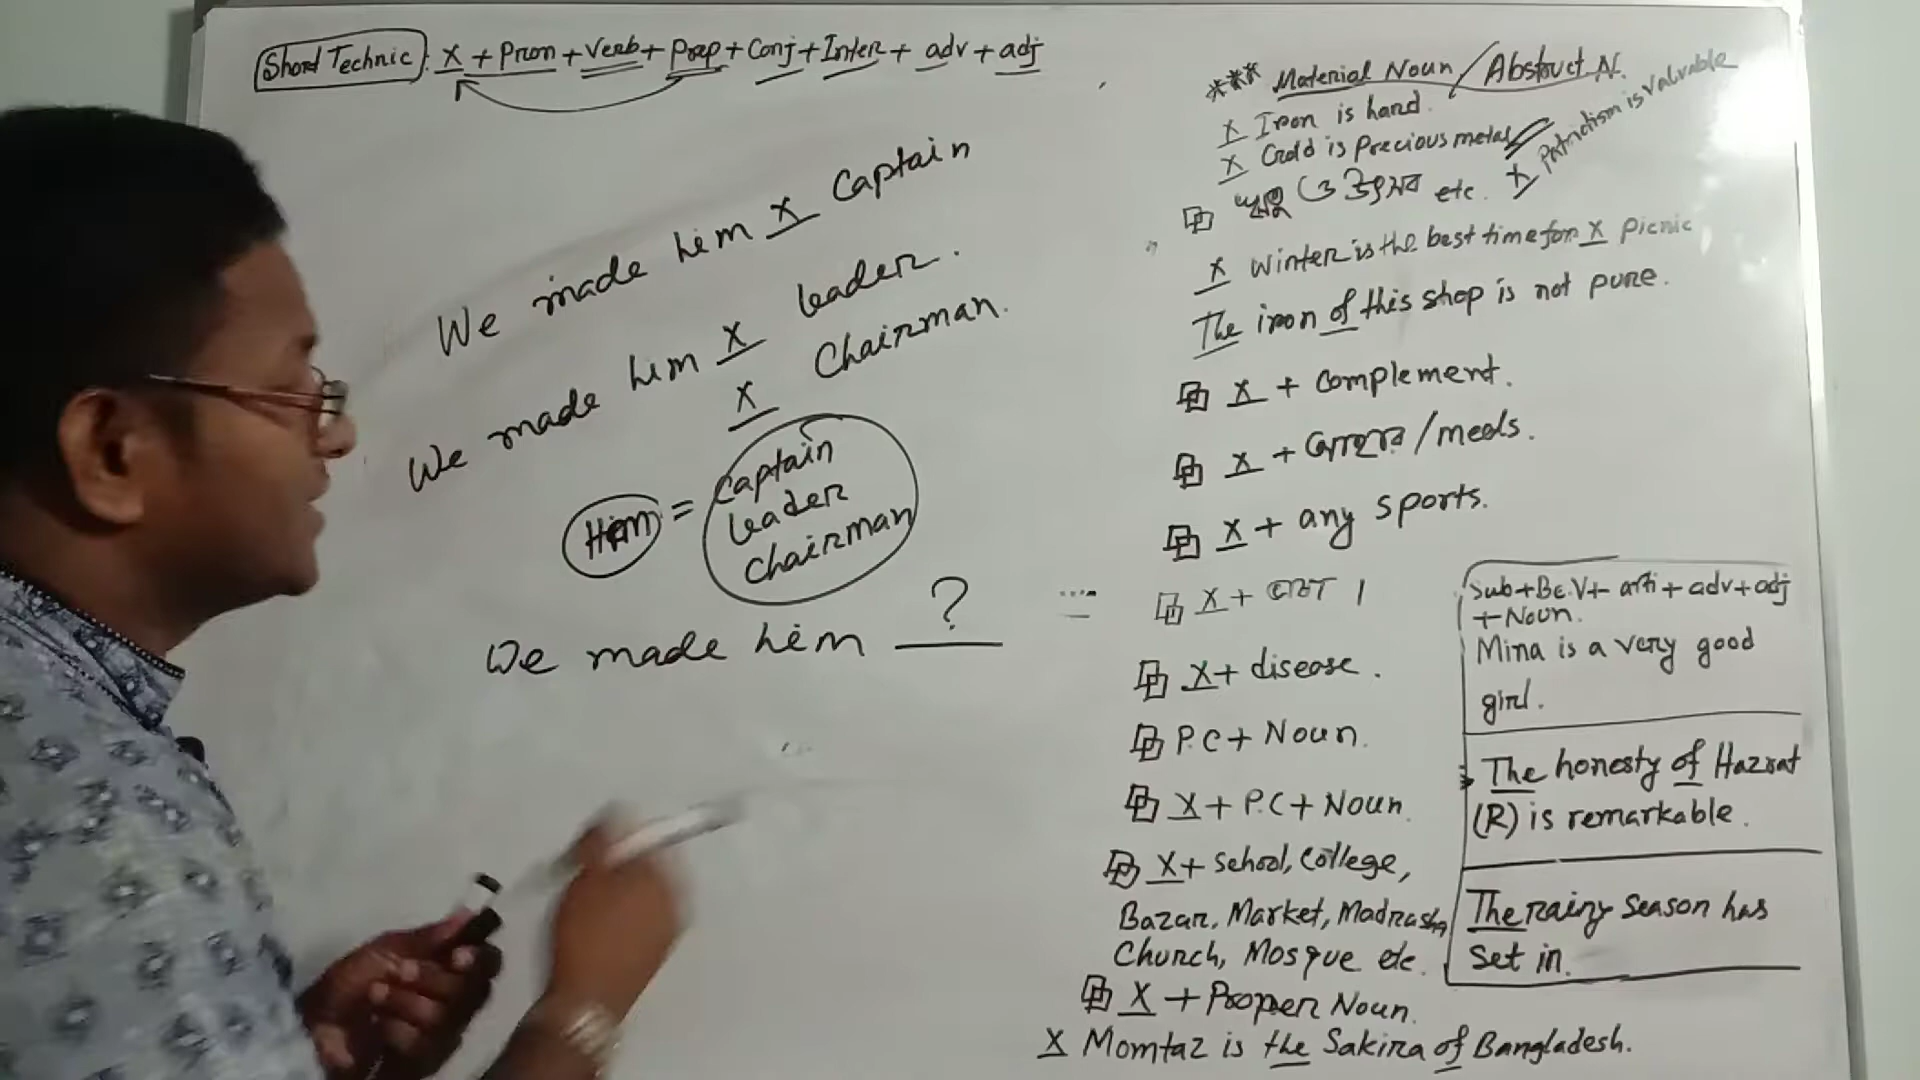 Short Technic: X + Pron + Verb + Prep + Conj + Inter + adv + adj
We made him X Captain
We made him X leader.
X Chairman.
Him = Captain
leader
Chairman
We made him ?
*** Material Noun / Abstuct N.
X Iron is hard.
X Gold is precious metal
X Patriotism is valuable
ঋতু ও উৎসব etc.
X Winter is the best time for X picnic
The iron of this shop is not pure.
X + complement.
X + /meals.
X + any sports.
X +
X + disease.
P.C + Noun.
X + P.C + Noun.
X + School, College,
Bazar, Market, Madrasha
Church, Mosque etc.
X + Proper Noun.
X Momtaz is the Sakira of Bangladesh.
Sub + Be.V + arti + adv + adj
+ Noun.
Mina is a very good
girl.
The honesty of Hazrat
(R) is remarkable.
The rainy season has
set in.